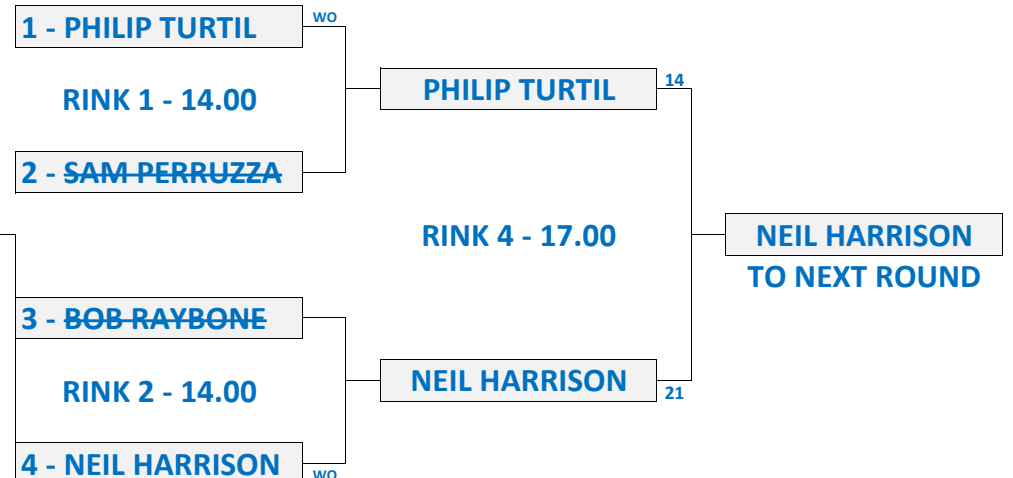 1 - PHILIP TURTIL
WO
RINK 1 - 14.00
2 - SAM PERRUZZA
PHILIP TURTIL
14
RINK 4 - 17.00
NEIL HARRISON
TO NEXT ROUND
3 - BOB RAYBONE
RINK 2 - 14.00
NEIL HARRISON
21
4 - NEIL HARRISON
WO